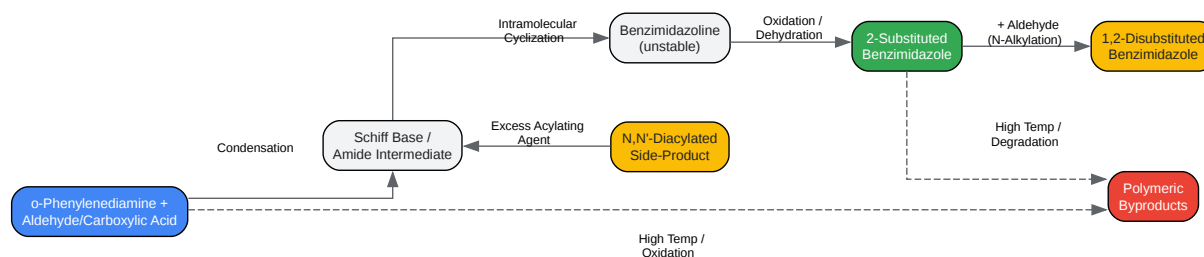 Intramolecular
Cyclization
Benzimidazoline
(unstable)
Oxidation /
Dehydration
2-Substituted
Benzimidazole
+ Aldehyde
(N-Alkylation)
1,2-Disubstituted
Benzimidazole
Condensation
Schiff Base /
Amide Intermediate
Excess Acylating
Agent
N,N'-Diacylated
Side-Product
High Temp /
Degradation
o-Phenylenediamine +
Aldehyde/Carboxylic Acid
Polymeric
Byproducts
High Temp /
Oxidation